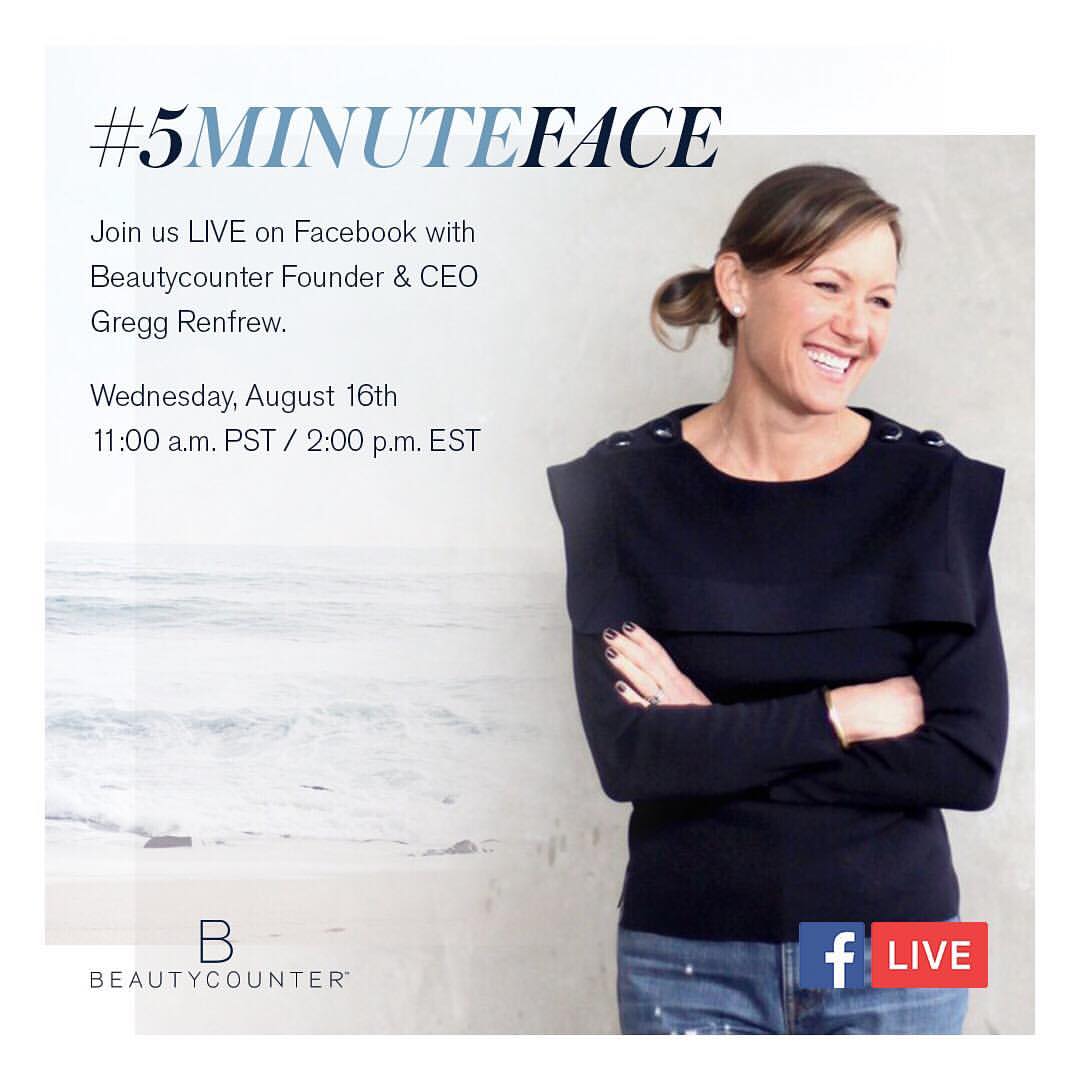 #5MINUTEFACE
Join us LIVE on Facebook with
Beautycounter Founder & CEO
Gregg Renfrew.
Wednesday, August 16th
11:00 a.m. PST / 2:00 p.m. EST
B
BEAUTYCOUNTER™
f LIVE